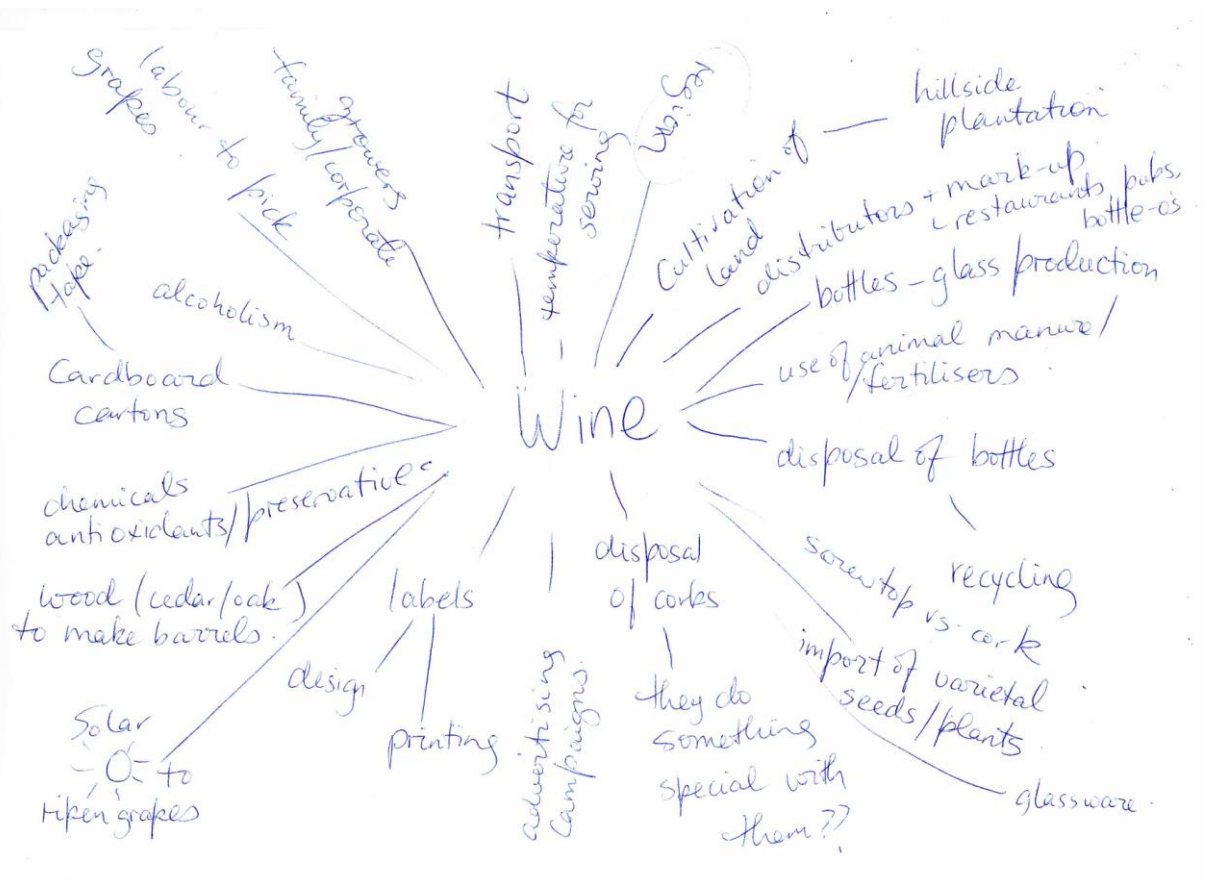 Wine
region
cultivation of
land
hillside
plantation
distributors + mark-up
restaurants, pubs,
bottle-o's
bottles - glass production
use of animal manure/
/fertilisers
disposal of bottles
recycling
screwtop vs. cork
import of varietal
seeds/plants
glassware.
disposal
of corks
they do
something
special with
them??
advertising
campaigns.
labels
design
printing
Solar
to
ripen grapes
wood (cedar/oak)
to make barrels.
chemicals
antioxidants/preservatives
Cardboard
cartons
packaging
tape
alcoholism
labour to pick
grapes
growers
family/corporate
transport
- temperature for
serving